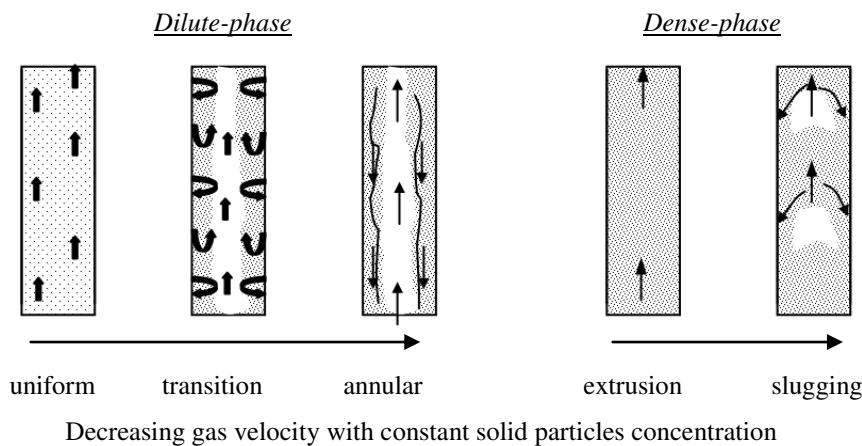 Dilute-phase Dense-phase
uniform transition annular extrusion slugging
Decreasing gas velocity with constant solid particles concentration